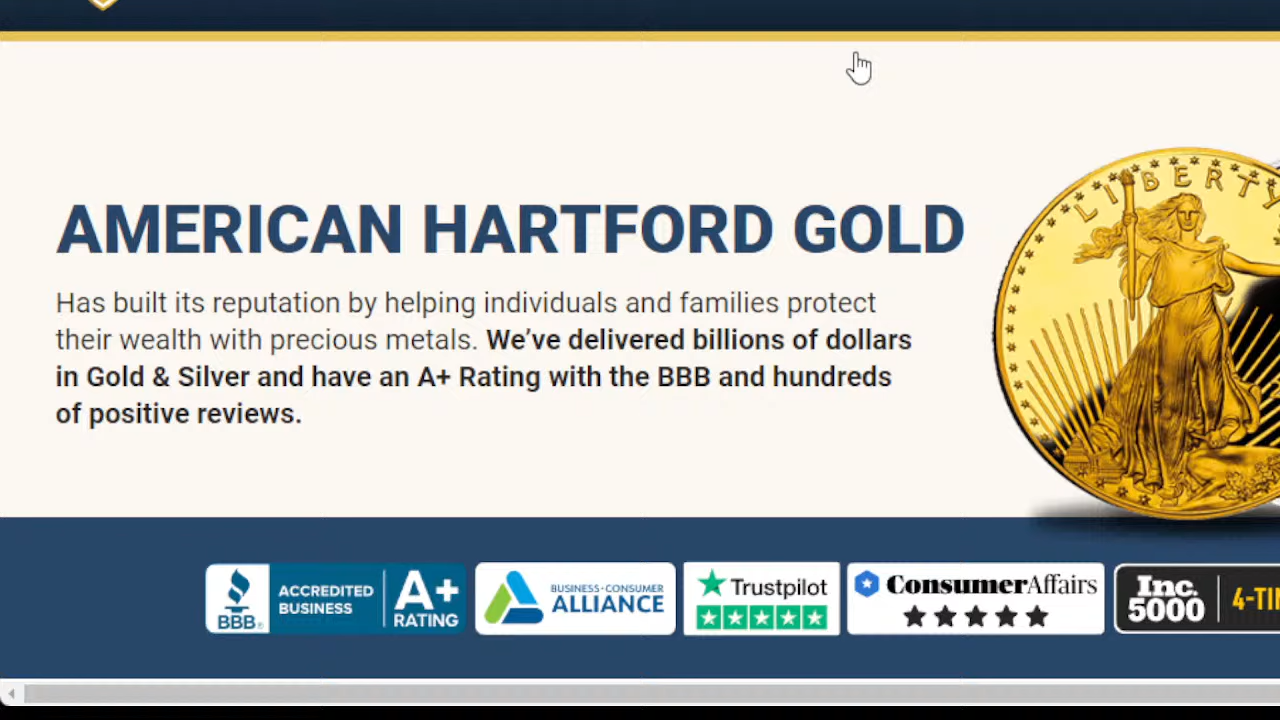 AMERICAN HARTFORD GOLD
Has built its reputation by helping individuals and families protect
their wealth with precious metals. We’ve delivered billions of dollars
in Gold & Silver and have an A+ Rating with the BBB and hundreds
of positive reviews.
LIBERTY
BBB.
ACCREDITED
BUSINESS
A+
RATING
BUSINESS·CONSUMER
ALLIANCE
Trustpilot
ConsumerAffairs
Inc.
5000